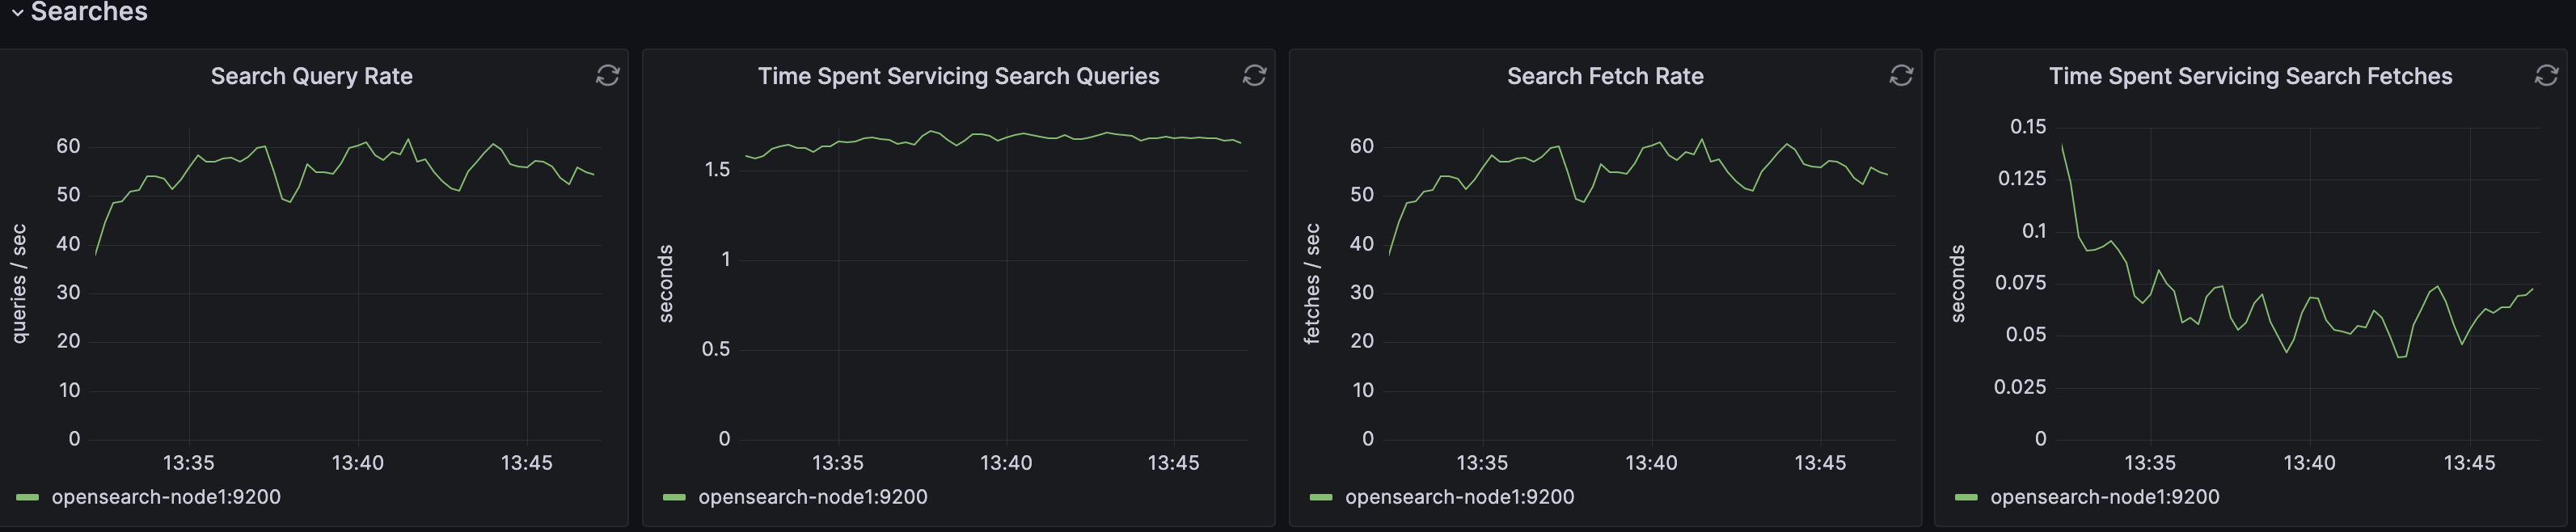 Searches
Search Query Rate
queries / sec
60
50
40
30
20
10
0
13:35 13:40 13:45
opensearch-node1:9200
Time Spent Servicing Search Queries
seconds
1.5
1
0.5
0
13:35 13:40 13:45
opensearch-node1:9200
Search Fetch Rate
fetches / sec
60
50
40
30
20
10
0
13:35 13:40 13:45
opensearch-node1:9200
Time Spent Servicing Search Fetches
seconds
0.15
0.125
0.1
0.075
0.05
0.025
0
13:35 13:40 13:45
opensearch-node1:9200